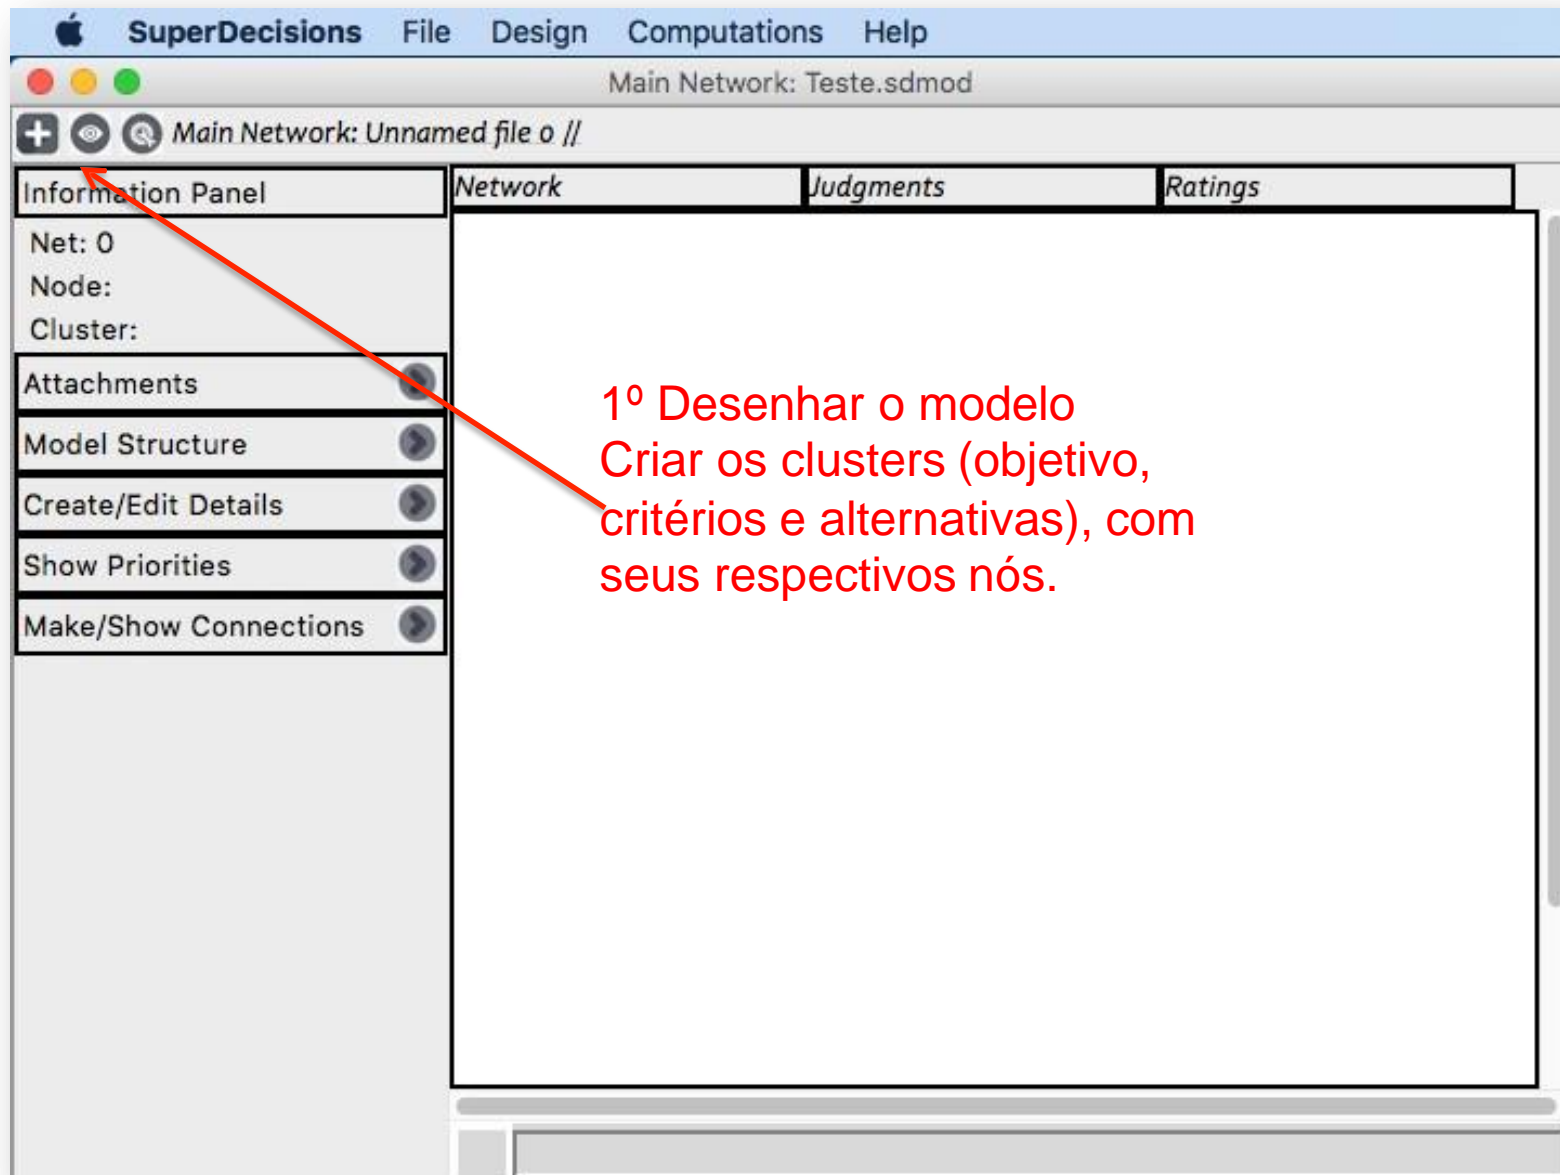 SuperDecisions File Design Computations Help
Main Network: Teste.sdmod
Main Network: Unnamed file 0 //
Information Panel
Network Judgments Ratings
Net: 0
Node:
Cluster:
Attachments
Model Structure
Create/Edit Details
Show Priorities
Make/Show Connections
1º Desenhar o modelo
Criar os clusters (objetivo,
critérios e alternativas), com
seus respectivos nós.